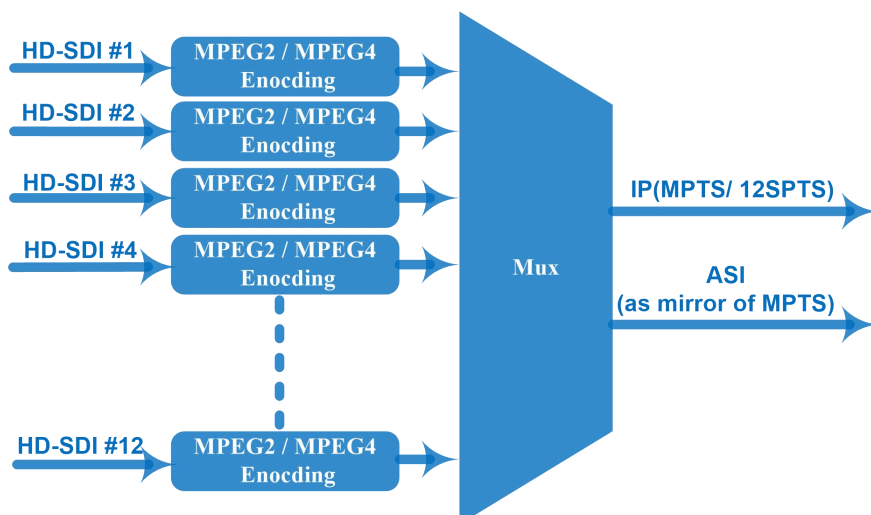 HD-SDI #1
MPEG2 / MPEG4
Enocding
HD-SDI #2
MPEG2 / MPEG4
Enocding
HD-SDI #3
MPEG2 / MPEG4
Enocding
HD-SDI #4
MPEG2 / MPEG4
Enocding
HD-SDI #12
MPEG2 / MPEG4
Enocding
Mux
IP(MPTS/ 12SPTS)
ASI
(as mirror of MPTS)